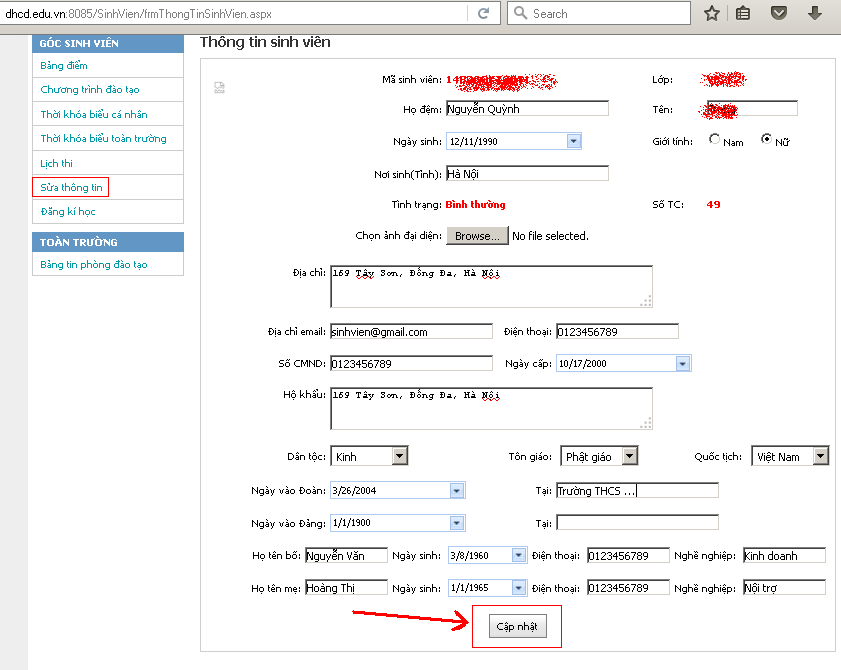 dhcd.edu.vn:8085/SinhVien/frmThongTinSinhVien.aspx Search
GÓC SINH VIÊN
Bảng điểm
Chương trình đào tạo
Thời khóa biểu cá nhân
Thời khóa biểu toàn trường
Lịch thi
Sửa thông tin
Đăng kí học
TOÀN TRƯỜNG
Bảng tin phòng đào tạo
Thông tin sinh viên
Mã sinh viên: Lớp:
Họ đệm: Nguyễn Quỳnh Tên:
Ngày sinh: 12/11/1990 Giới tính: Nam Nữ
Nơi sinh(Tỉnh): Hà Nội
Tình trạng: Bình thường Số TC: 49
Chọn ảnh đại diện: Browse... No file selected.
Địa chỉ: 169 Tây Sơn, Đống Đa, Hà Nội
Địa chỉ email: sinhvien@gmail.com Điện thoại: 0123456789
Số CMND: 0123456789 Ngày cấp: 10/17/2000
Hộ khẩu: 169 Tây Sơn, Đống Đa, Hà Nội
Dân tộc: Kinh Tôn giáo: Phật giáo Quốc tịch: Việt Nam
Ngày vào Đoàn: 3/26/2004 Tại: Trường THCS ...
Ngày vào Đảng: 1/1/1900 Tại:
Họ tên bố: Nguyễn Văn Ngày sinh: 3/8/1960 Điện thoại: 0123456789 Nghề nghiệp: Kinh doanh
Họ tên mẹ: Hoàng Thị Ngày sinh: 1/1/1965 Điện thoại: 0123456789 Nghề nghiệp: Nội trợ
Cập nhật